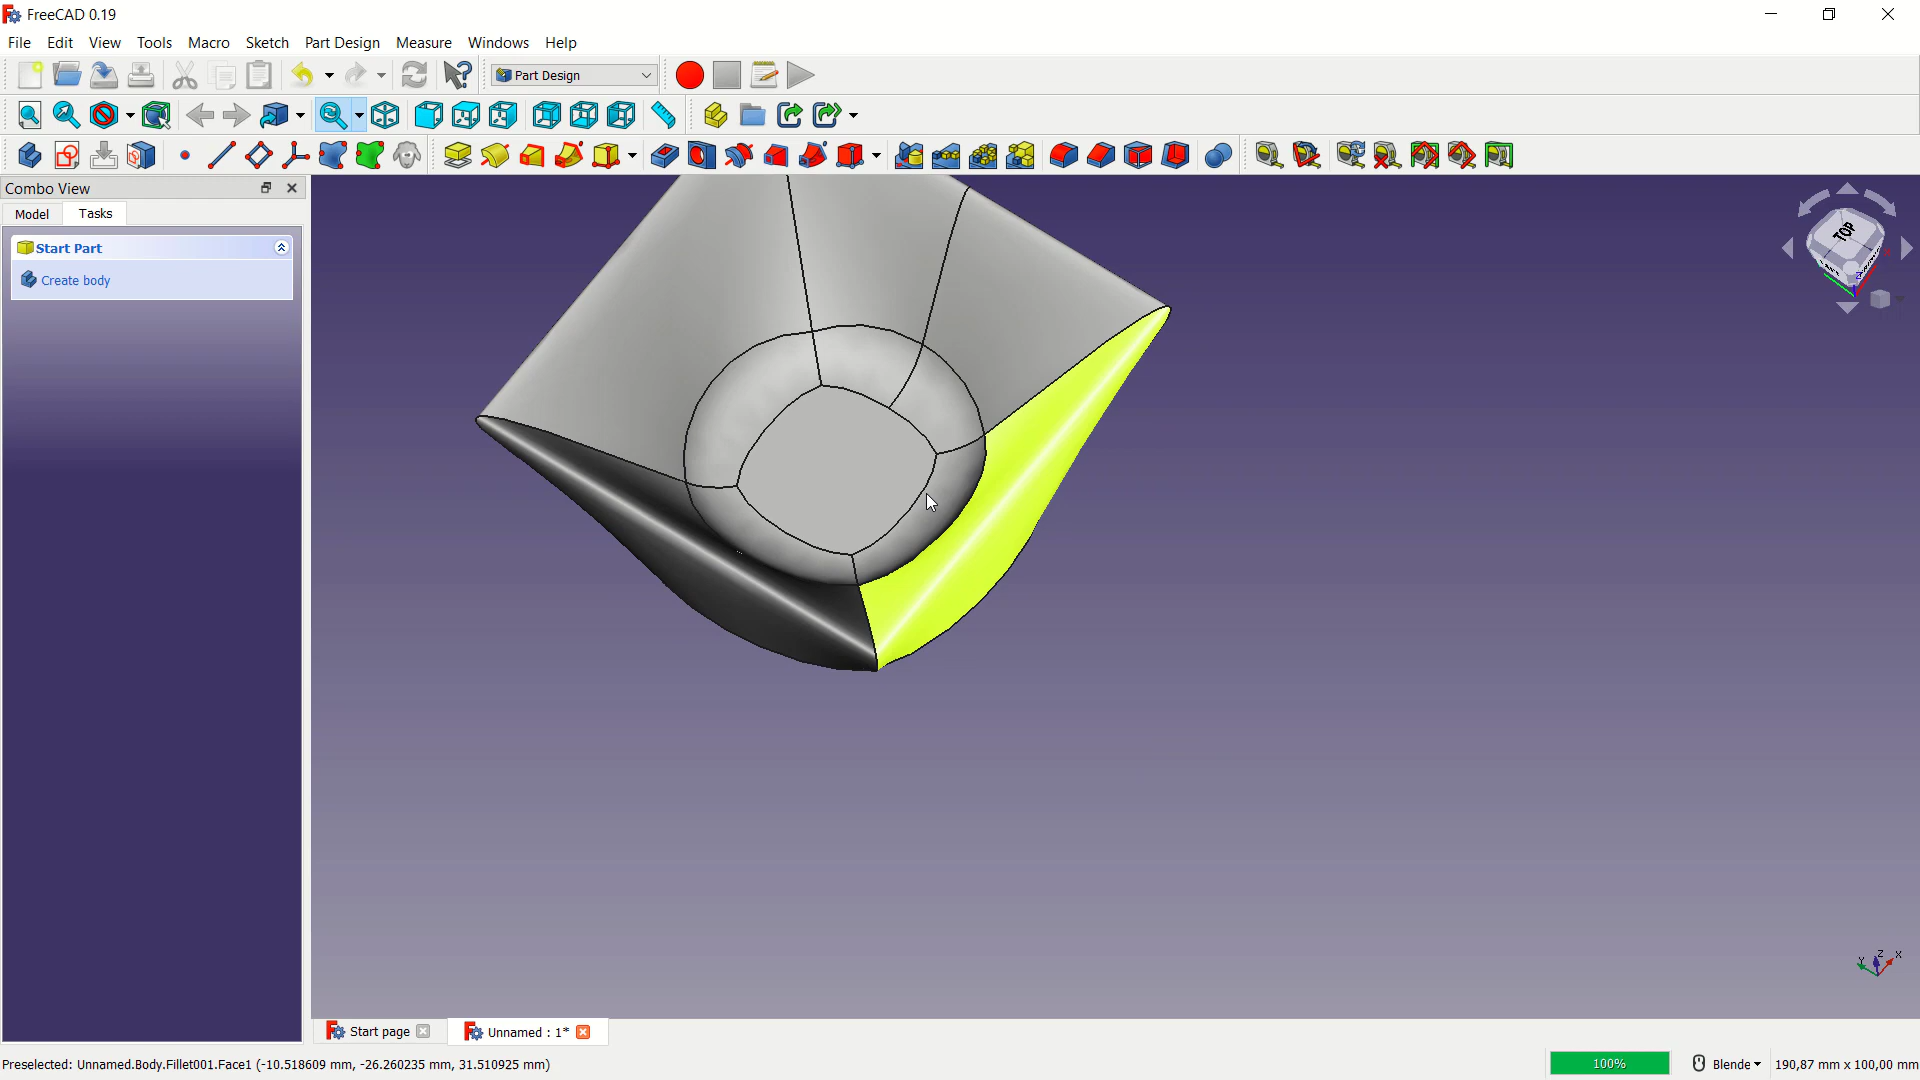 FreeCAD 0.19
File Edit View Tools Macro Sketch Part Design Measure Windows Help
Part Design
Combo View
Model Tasks
Start Part
Create body
TOP
Z
Y Z X
Start page
Unnamed : 1*
Preselected: Unnamed.Body.Fillet001.Face1 (-10.518609 mm, -26.260235 mm, 31.510925 mm)
100%
Blende
190,87 mm x 100,00 mm